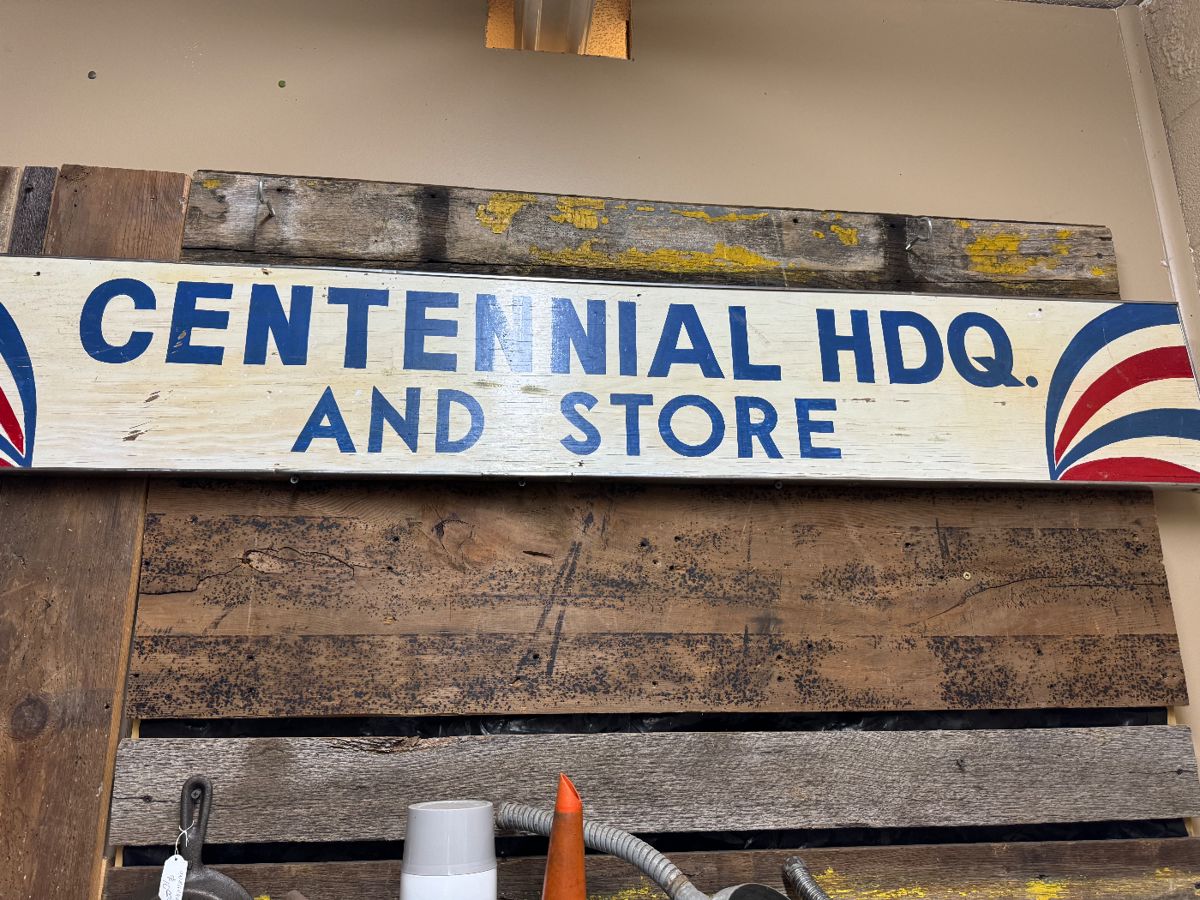 CENTENNIAL HDQ.
AND STORE